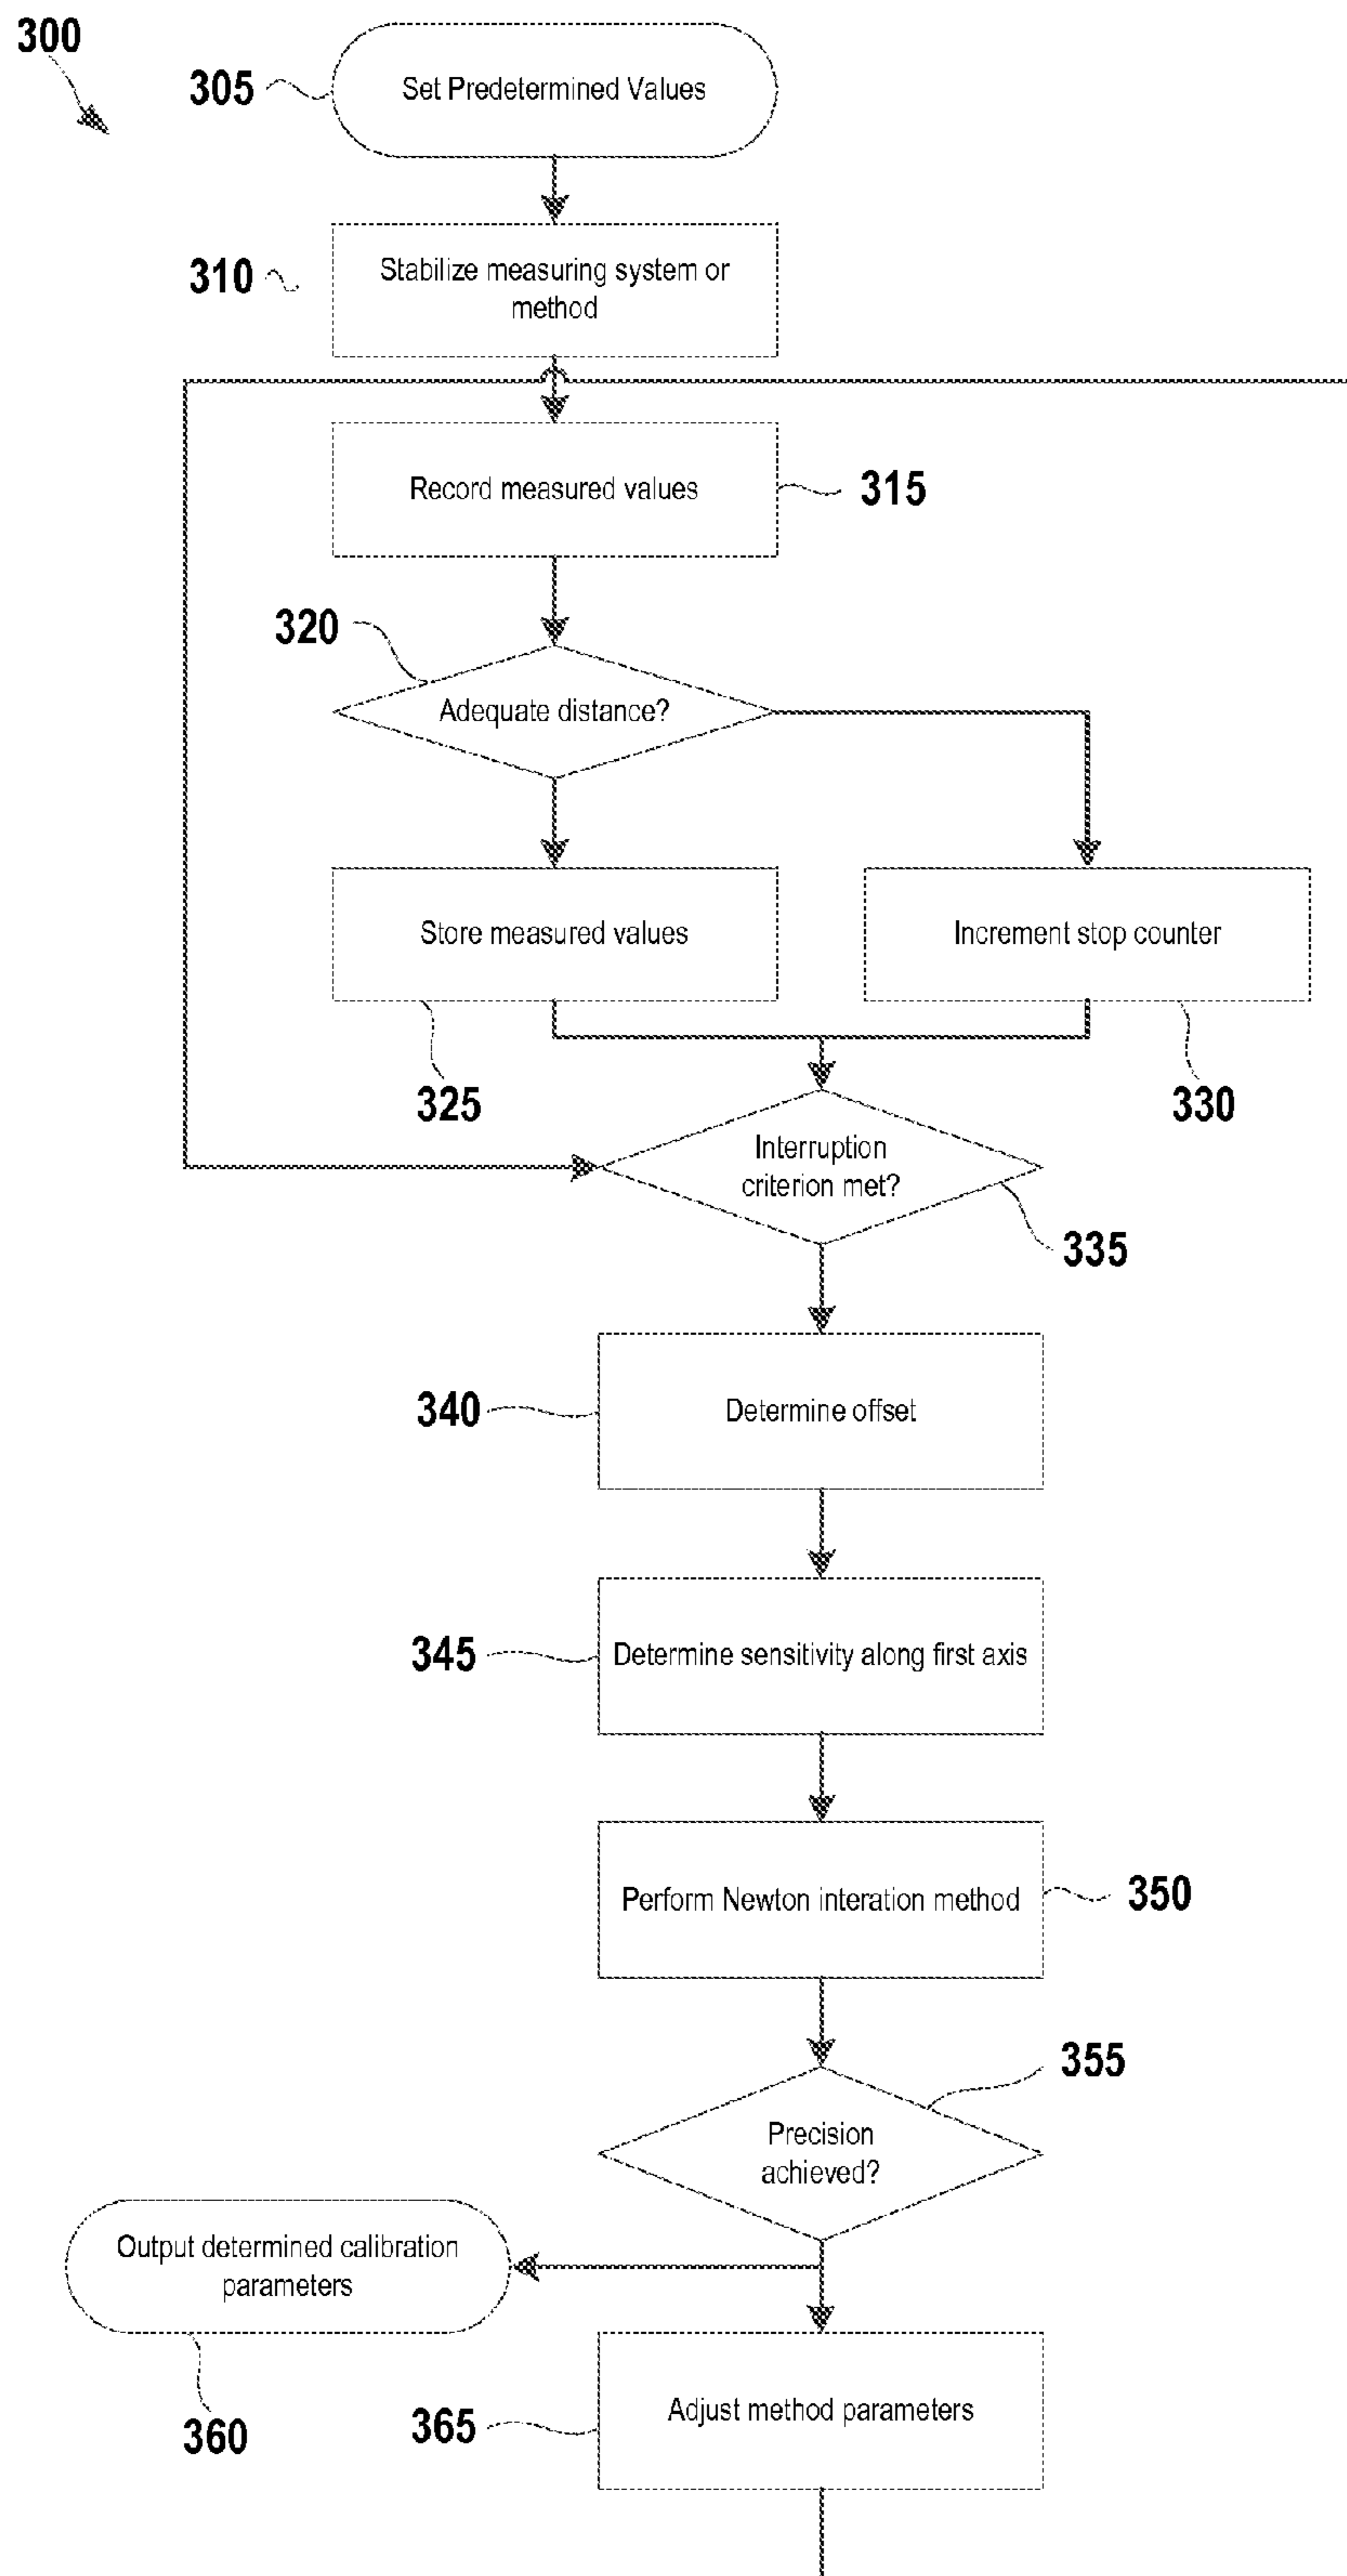 300
305
Set Predetermined Values
310
Stabilize measuring system or
method
Record measured values
315
320
Adequate distance?
Store measured values
Increment stop counter
325
330
Interruption
criterion met?
335
340
Determine offset
345
Determine sensitivity along first axis
Perform Newton interation method
350
355
Precision
achieved?
Output determined calibration
parameters
360
365
Adjust method parameters